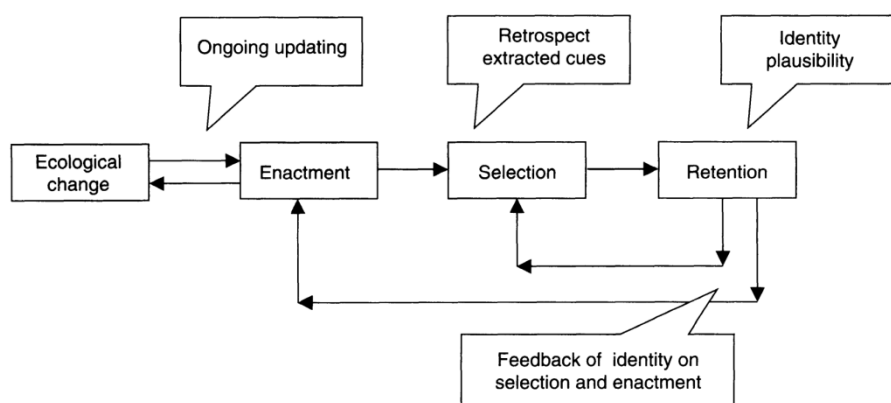 Ongoing updating
Retrospect
extracted cues
Identity
plausibility
Ecological
change
Enactment
Selection
Retention
Feedback of identity on
selection and enactment